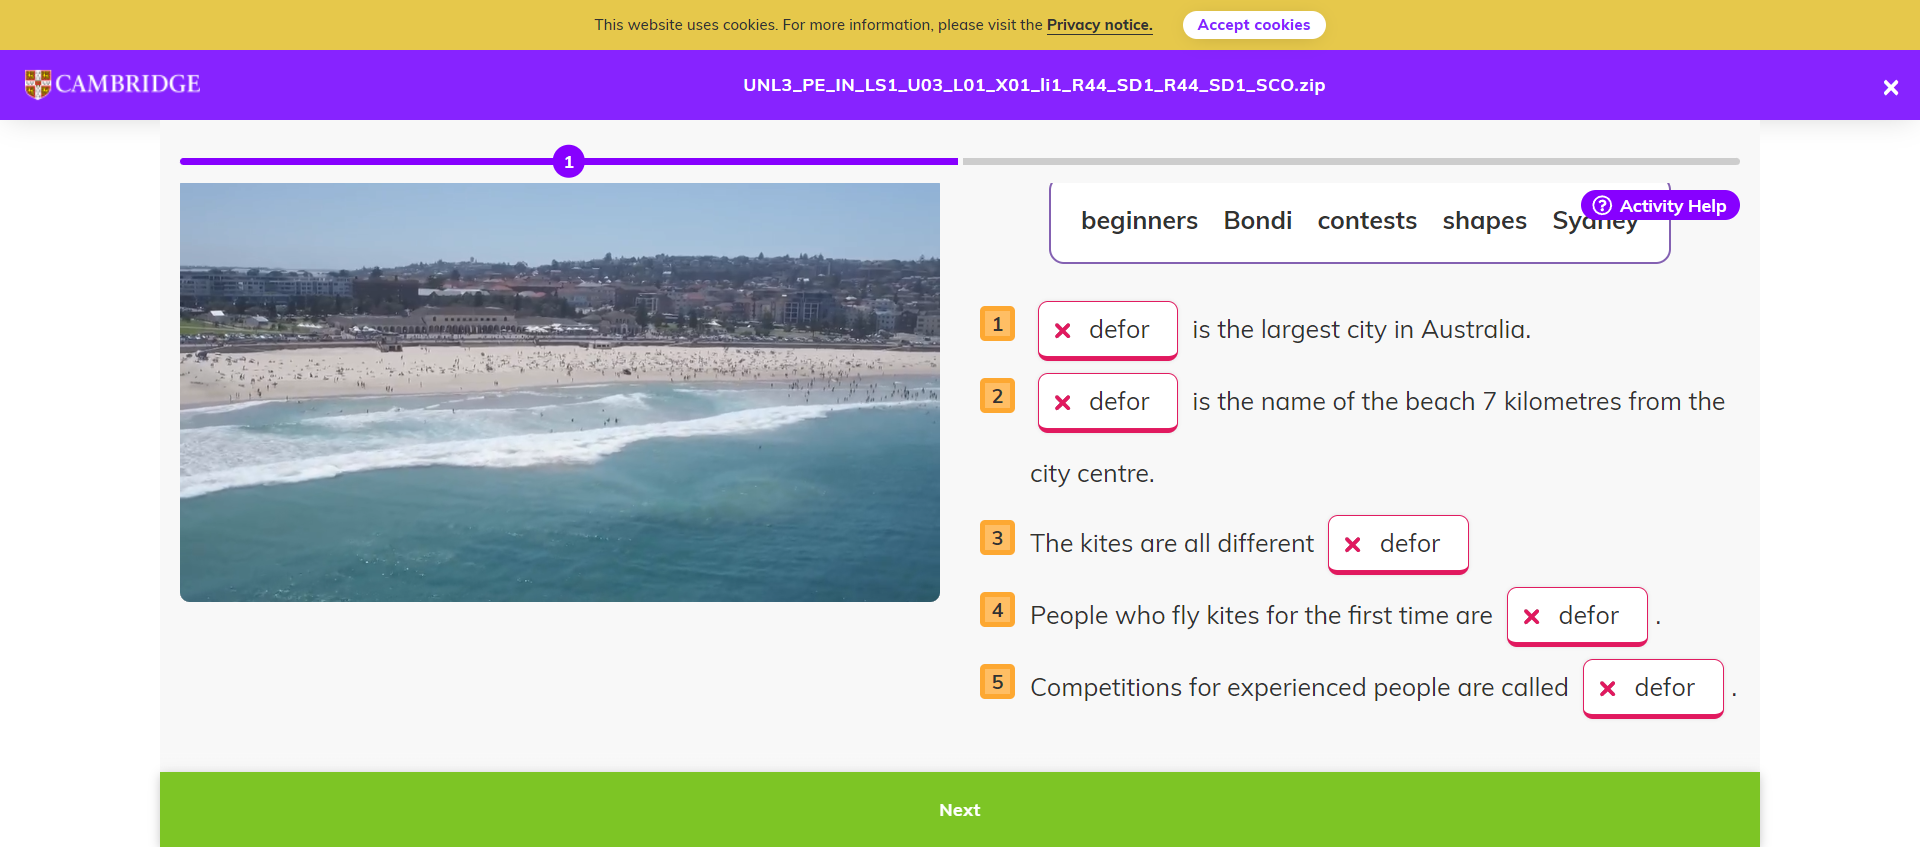 This website uses cookies. For more information, please visit the Privacy notice. Accept cookies
CAMBRIDGE
UNL3_PE_IN_LS1_U03_L01_X01_li1_R44_SD1_R44_SD1_SCO.zip
1
Activity Help
beginners Bondi contests shapes Sydney
1 defor is the largest city in Australia.
2 defor is the name of the beach 7 kilometres from the
city centre.
3 The kites are all different defor
4 People who fly kites for the first time are defor .
5 Competitions for experienced people are called defor .
Next